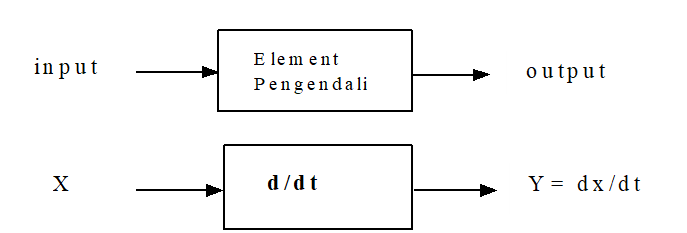 input
Element
Pengendali
output
X
d/dt
Y = dx/dt